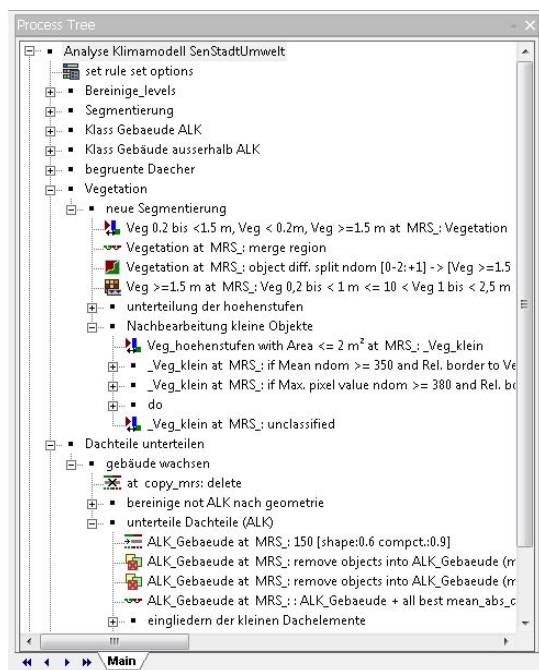 Process Tree
Analyse Klimamodell SenStadtUmwelt
set rule set options
Bereinige_levels
Segmentierung
Klass Gebaeude ALK
Klass Gebäude ausserhalb ALK
begruente Daecher
Vegetation
neue Segmentierung
Veg 0.2 bis <1.5 m, Veg < 0.2m, Veg >=1.5 m at MRS_: Vegetation
Vegetation at MRS_: merge region
Vegetation at MRS_: object diff. split ndom [0-2:+1] -> [Veg >=1.5
Veg >=1.5 m at MRS_: Veg 0,2 bis < 1 m <= 10 < Veg 1 bis < 2,5 m
unterteilung der hoehenstufen
Nachbearbeitung kleine Objekte
Veg_hoehenstufen with Area <= 2 m² at MRS_: _Veg_klein
_Veg_klein at MRS_: if Mean ndom >= 350 and Rel. border to Ve
_Veg_klein at MRS_: if Max. pixel value ndom >= 380 and Rel. bo
do
_Veg_klein at MRS_: unclassified
Dachteile unterteilen
gebäude wachsen
at copy_mrs: delete
bereinige not ALK nach geometrie
unterteile Dachteile (ALK)
ALK_Gebaeude at MRS_: 150 [shape:0.6 compct.:0.9]
ALK_Gebaeude at MRS_: remove objects into ALK_Gebaeude (m
ALK_Gebaeude at MRS_: remove objects into ALK_Gebaeude (m
ALK_Gebaeude at MRS_: : ALK_Gebaeude + all best mean_abs_c
eingliedern der kleinen Dachelemente
Main